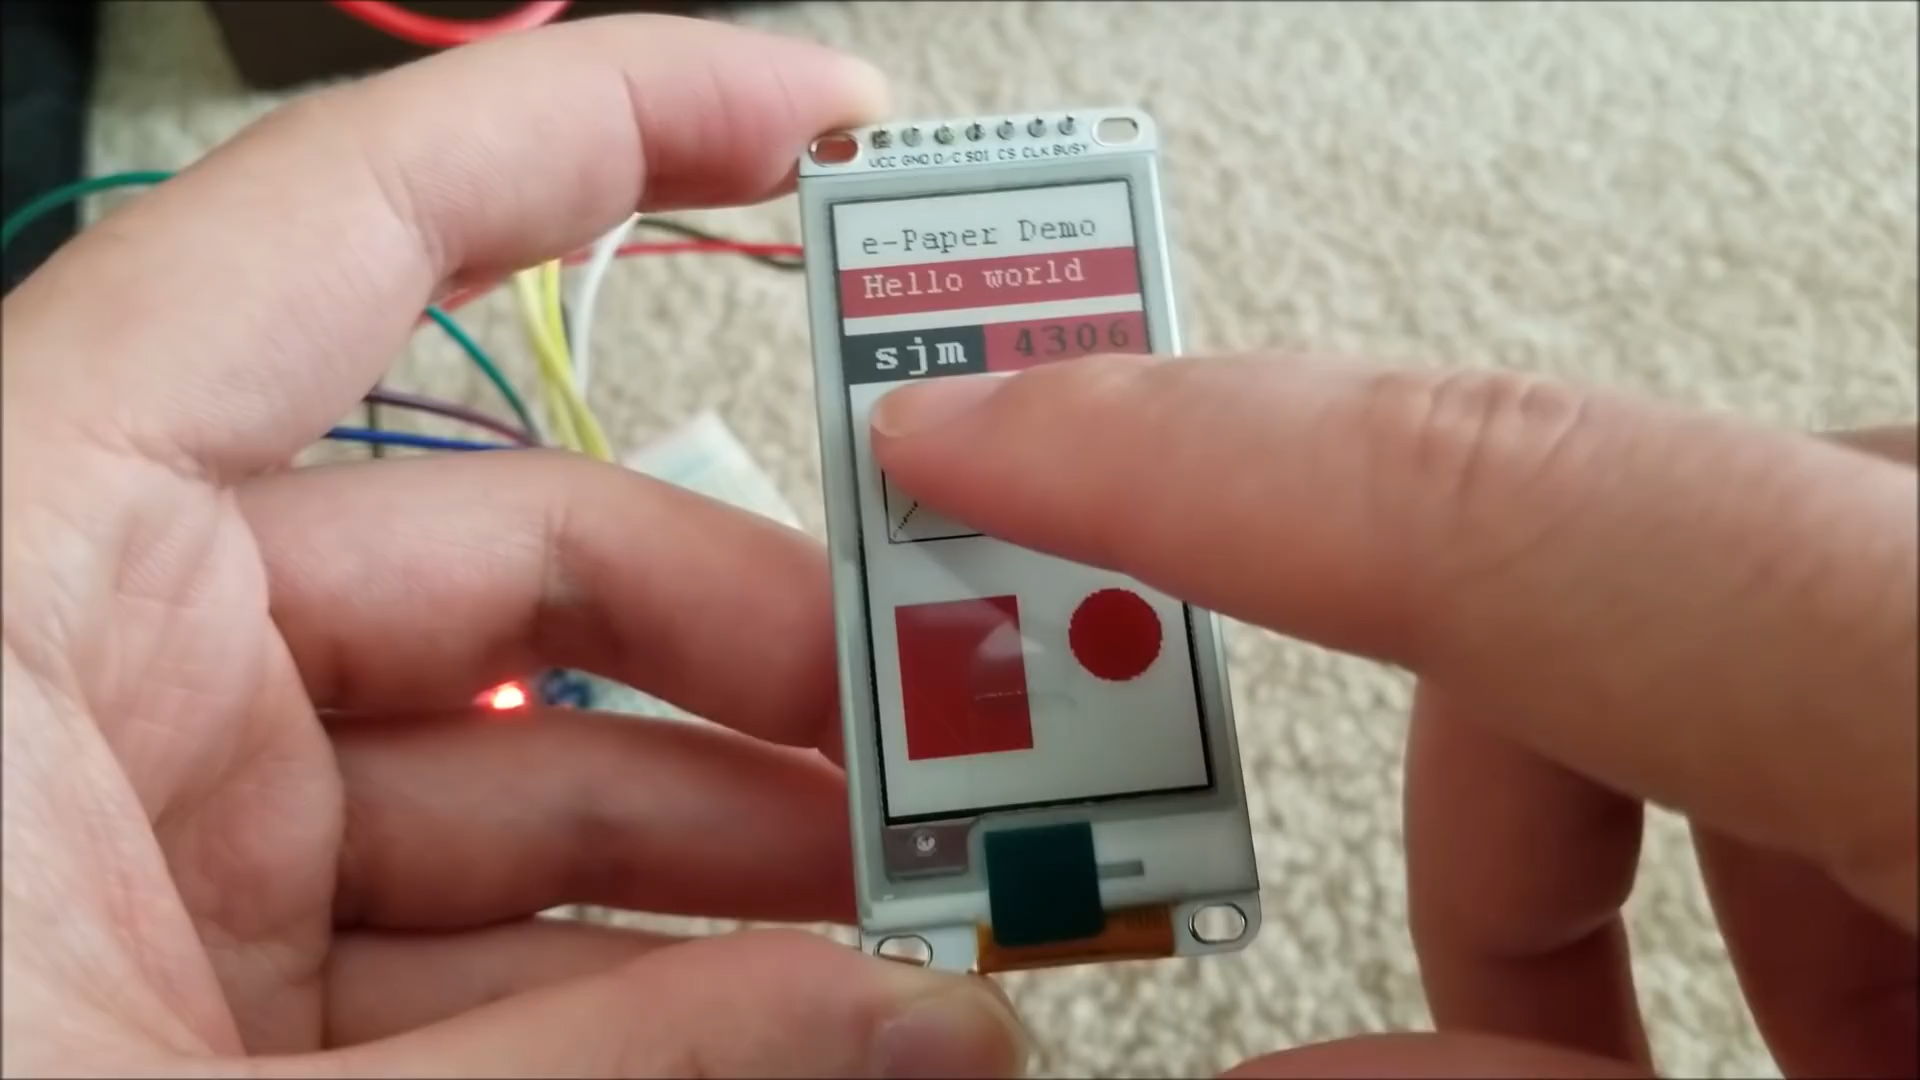 VCC GND D/C SDI CS CLK BUSY
e-Paper Demo
Hello world
sjm 4306